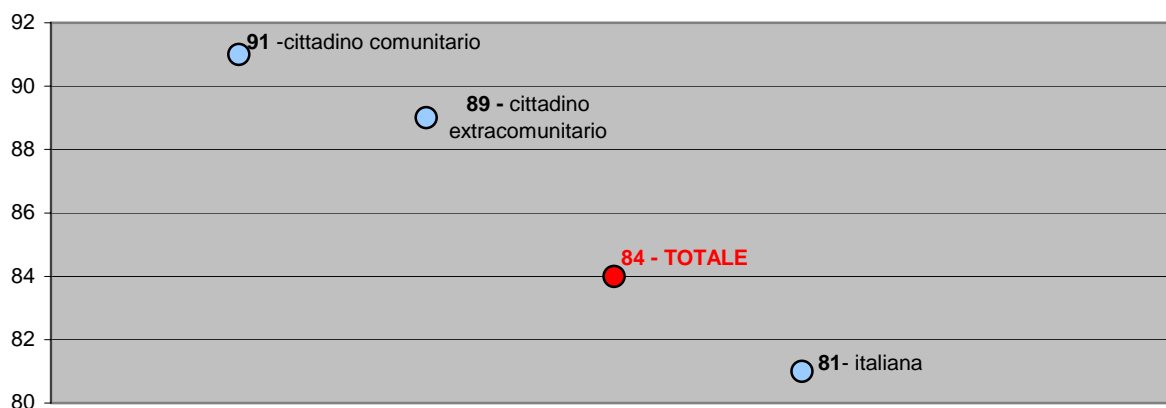 92
91 -cittadino comunitario
90
89 - cittadino
extracomunitario
88
86
84 - TOTALE
84
82
81- italiana
80